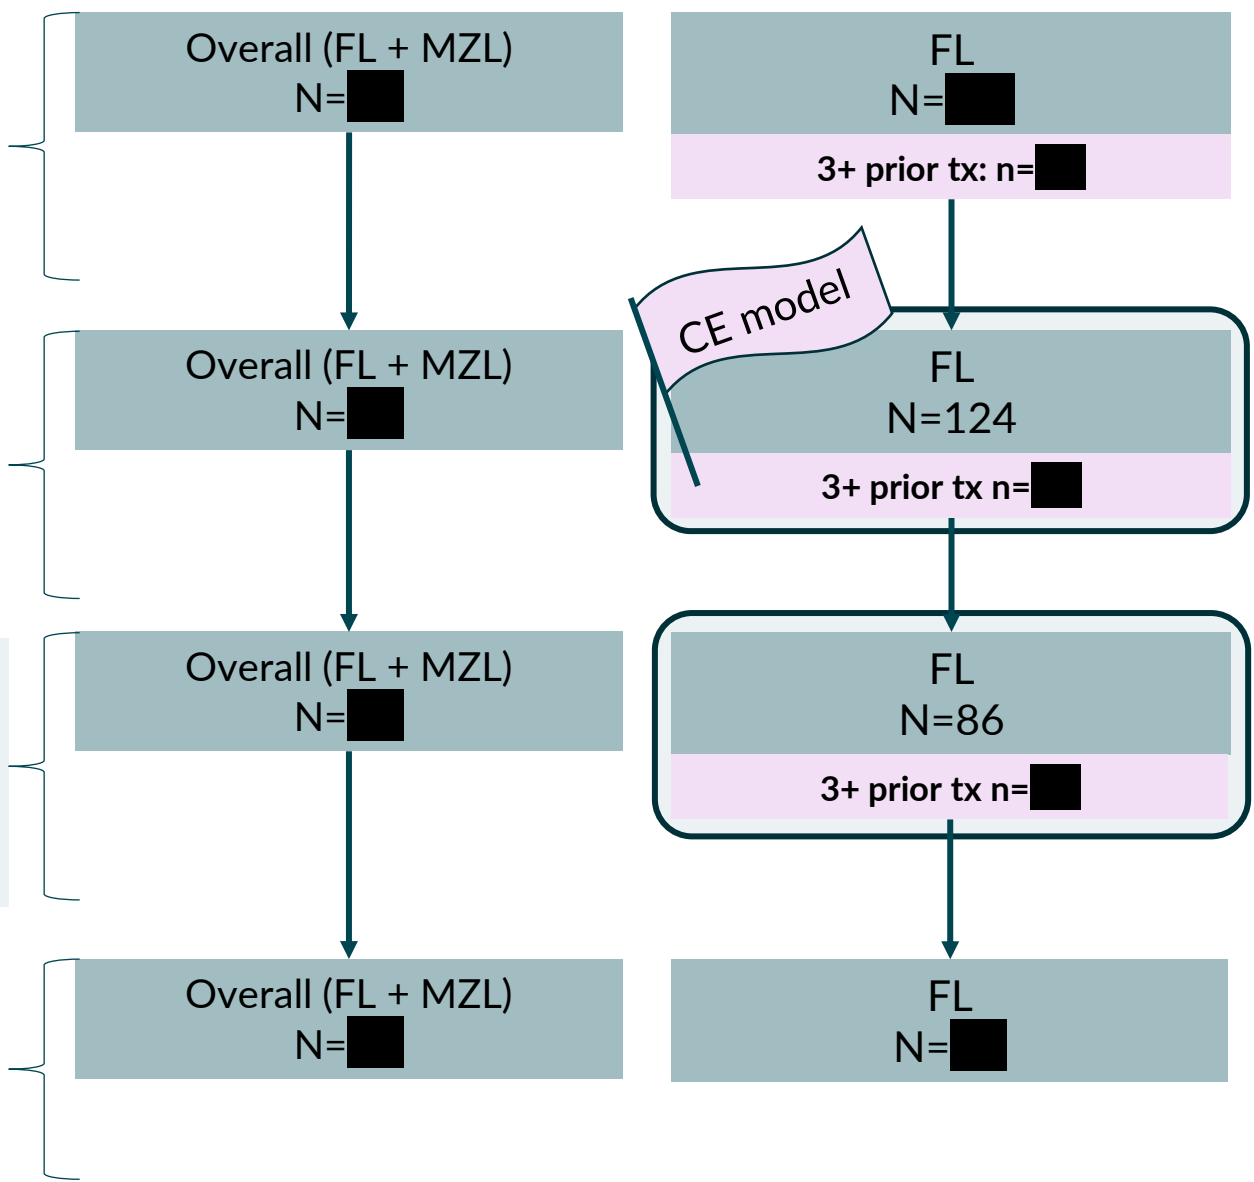 Overall (FL + MZL)
N=
FL
N=
3+ prior tx: n=
CE model
Overall (FL + MZL)
N=
FL
N=124
3+ prior tx n=
Overall (FL + MZL)
N=
FL
N=86
3+ prior tx n=
Overall (FL + MZL)
N=
FL
N=